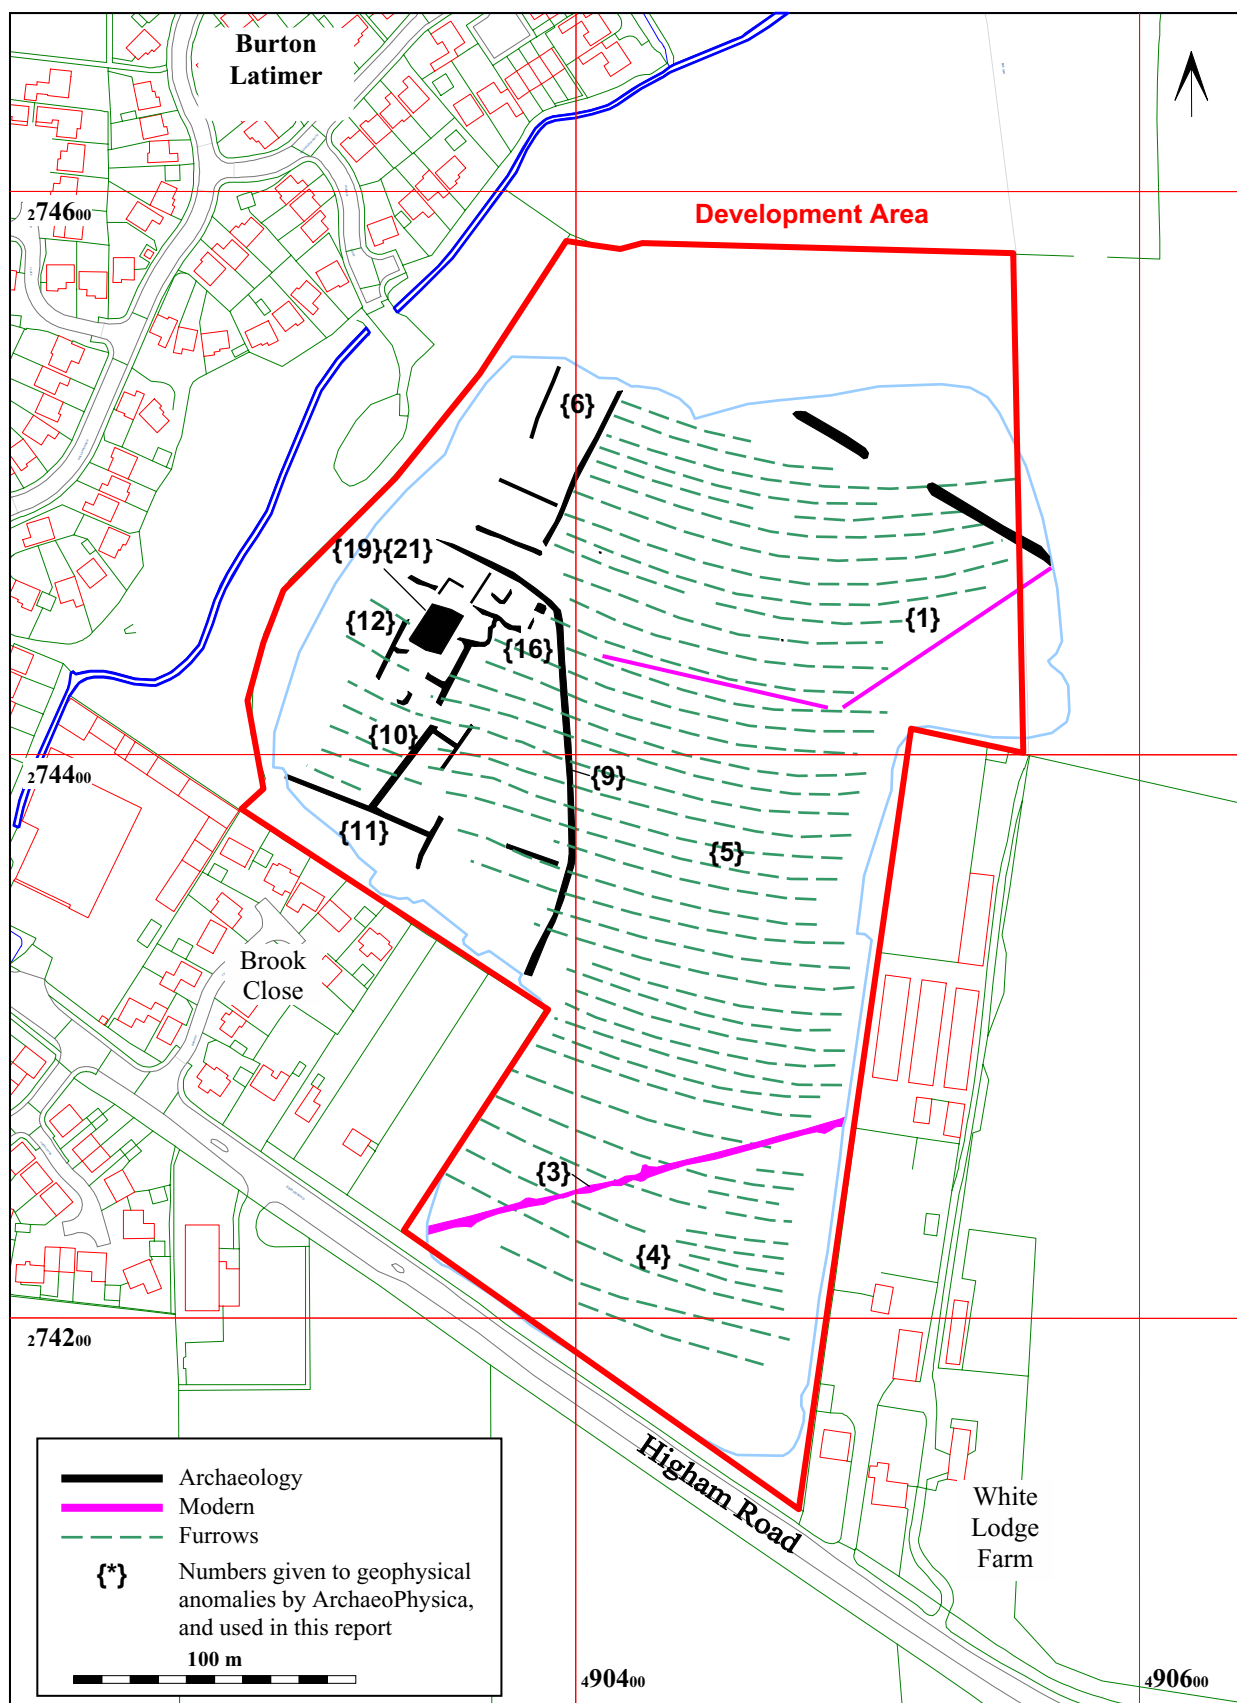 Burton
Latimer
274600
Development Area
{6}
{19}{21}
{12}
{16}
{1}
{10}
274400
{9}
{11}
{5}
Brook
Close
{3}
{4}
274200
Higham Road
White
Lodge
Farm
Archaeology
Modern
Furrows
{*} Numbers given to geophysical
anomalies by ArchaeoPhysica,
and used in this report
100 m
490400
490600